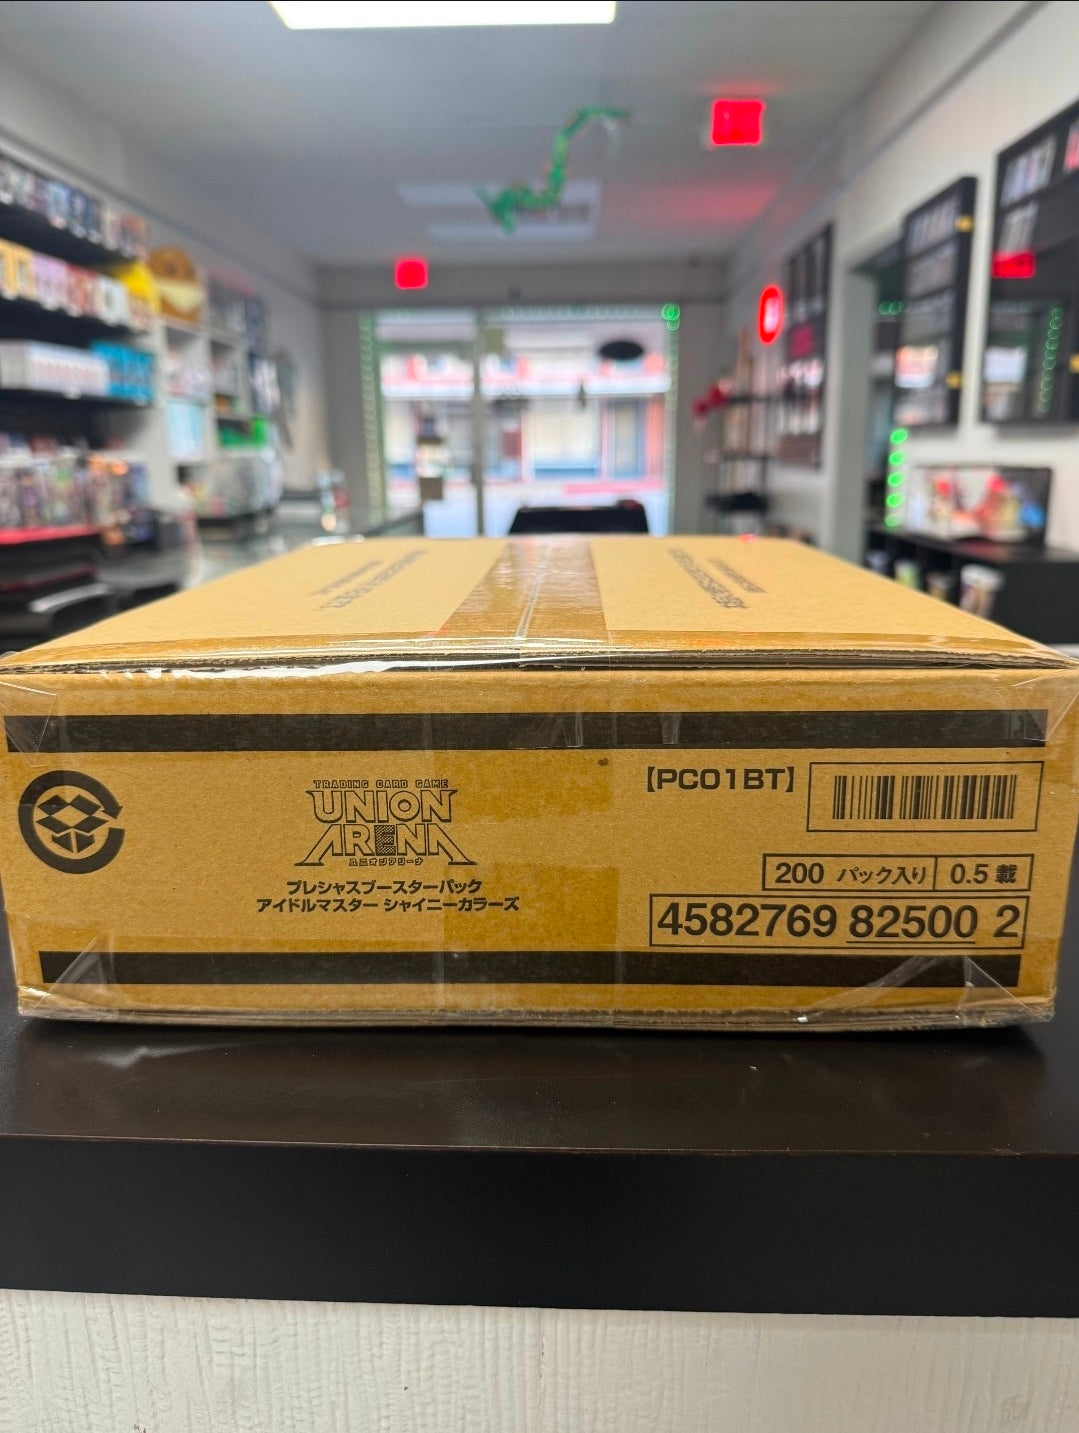 TRADING CARD GAME
UNION
ARENA
ユニオンアリーナ
プレシャスブースターパック
アイドルマスター シャイニーカラーズ
【PC01BT】
200 パック入り 0.5 載
4582769 82500 2